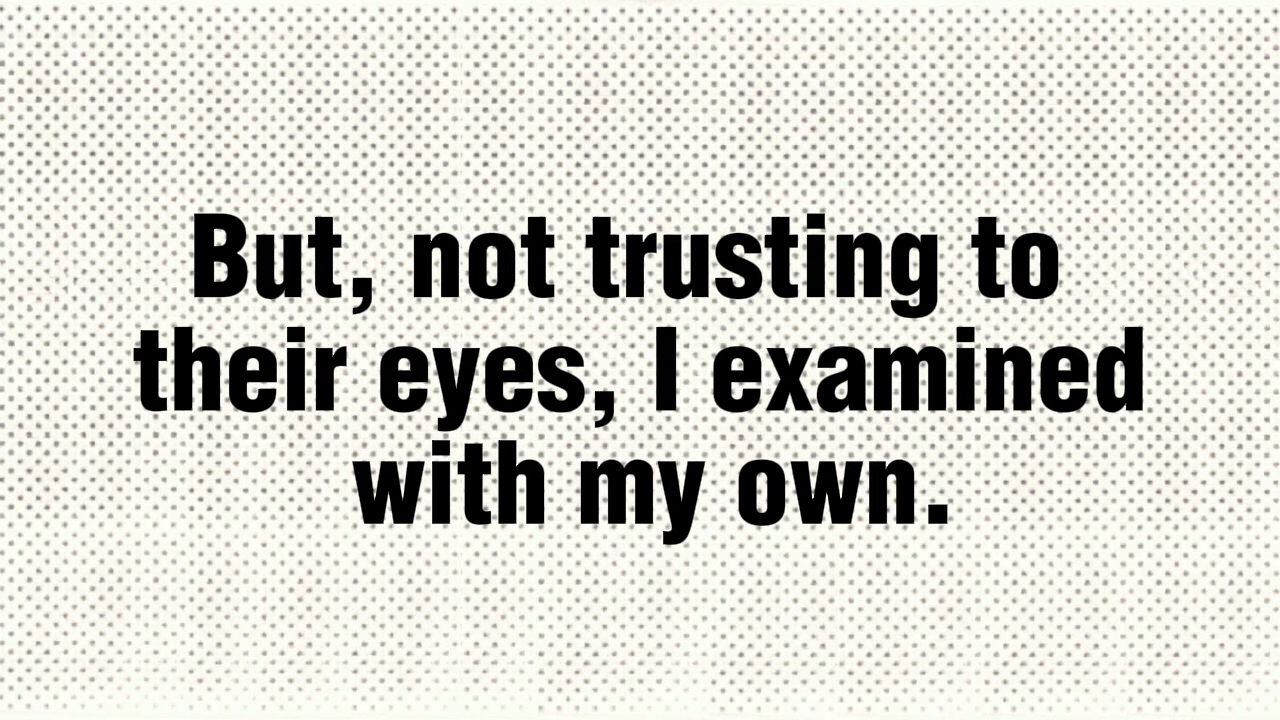 But, not trusting to
their eyes, I examined
with my own.